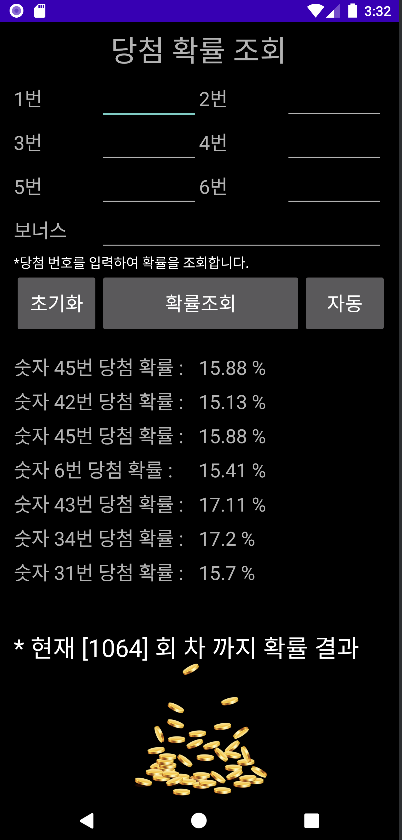 3:32
당첨 확률 조회
1번 2번
3번 4번
5번 6번
보너스
*당첨 번호를 입력하여 확률을 조회합니다.
초기화 확률조회 자동
숫자 45번 당첨 확률 : 15.88 %
숫자 42번 당첨 확률 : 15.13 %
숫자 45번 당첨 확률 : 15.88 %
숫자 6번 당첨 확률 : 15.41 %
숫자 43번 당첨 확률 : 17.11 %
숫자 34번 당첨 확률 : 17.2 %
숫자 31번 당첨 확률 : 15.7 %
* 현재 [1064] 회 차 까지 확률 결과